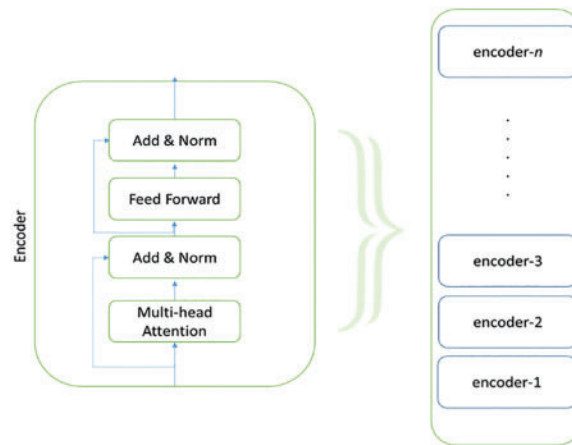 Encoder
Add & Norm
Feed Forward
Add & Norm
Multi-head
Attention
encoder-n
encoder-3
encoder-2
encoder-1